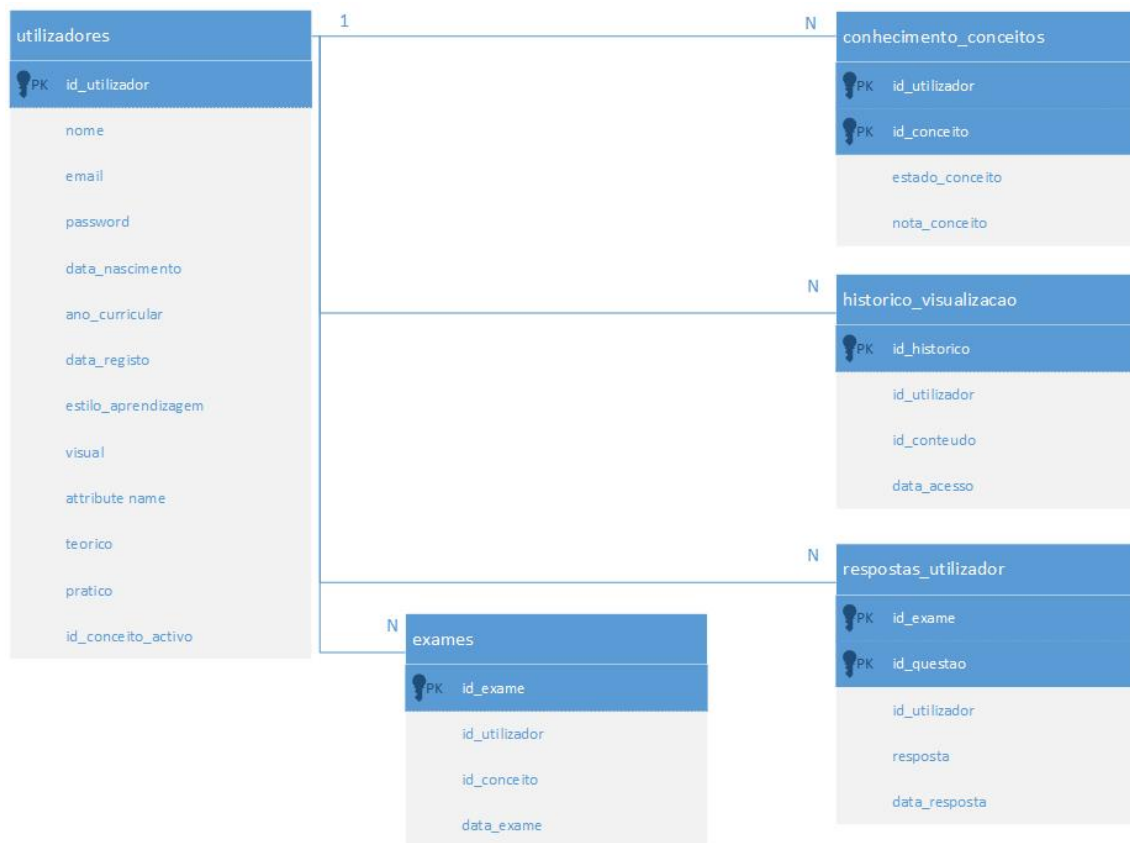 utilizadores
PK id_utilizador
nome
email
password
data_nascimento
ano_curricular
data_registo
estilo_aprendizagem
visual
attribute name
teorico
pratico
id_conceito_activo
1
N
conhecimento_conceitos
PK id_utilizador
PK id_conceito
estado_conceito
nota_conceito
N
historico_visualizacao
PK id_historico
id_utilizador
id_conteudo
data_acesso
N
respostas_utilizador
PK id_exame
PK id_questao
id_utilizador
resposta
data_resposta
N
exames
PK id_exame
id_utilizador
id_conceito
data_exame